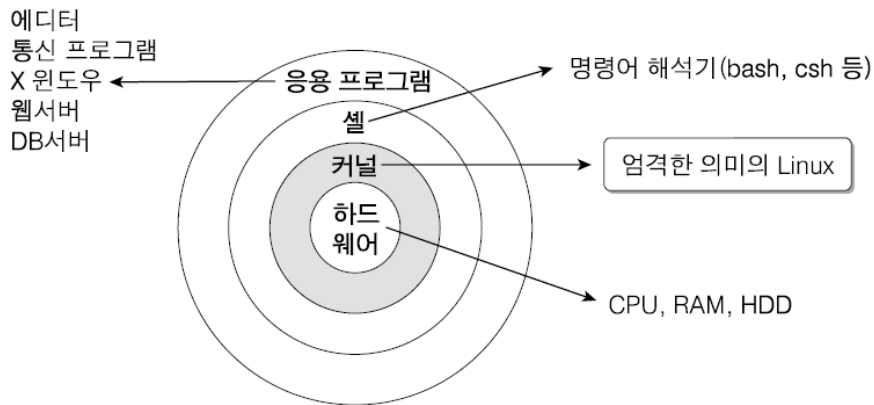 에디터
통신 프로그램
X 윈도우
웹서버
DB서버
응용 프로그램
셸
커널
하드
웨어
명령어 해석기(bash, csh 등)
엄격한 의미의 Linux
CPU, RAM, HDD